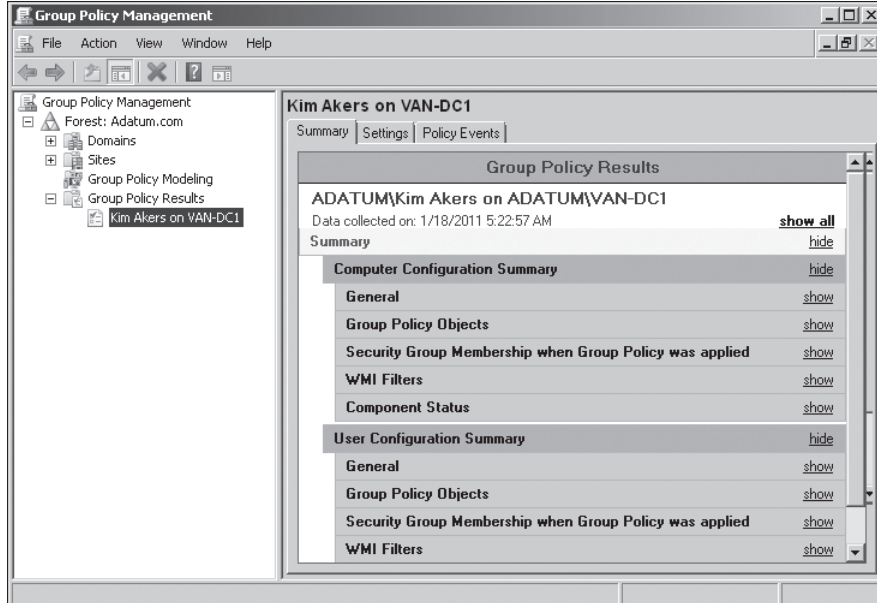 Group Policy Management
File Action View Window Help
Group Policy Management
Forest: Adatum.com
Domains
Sites
Group Policy Modeling
Group Policy Results
Kim Akers on VAN-DC1
Kim Akers on VAN-DC1
Summary Settings Policy Events
Group Policy Results
ADATUM\Kim Akers on ADATUM\VAN-DC1
Data collected on: 1/18/2011 5:22:57 AM show all
Summary hide
Computer Configuration Summary hide
General show
Group Policy Objects show
Security Group Membership when Group Policy was applied show
WMI Filters show
Component Status show
User Configuration Summary hide
General show
Group Policy Objects show
Security Group Membership when Group Policy was applied show
WMI Filters show